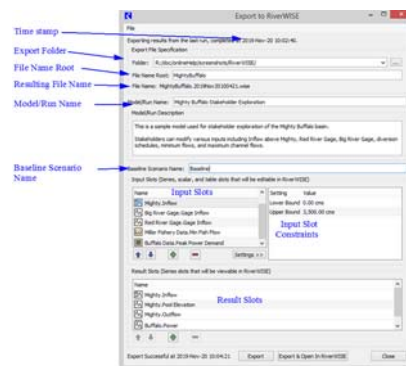 Export to RiverWISE
File
Time stamp
Exporting results from the last run, completed at 2019-Nov-20 10:02:40.
Export File Specification
Export Folder
Folder: R:/doc/onlineHelp/screenshots/RiverWISE/
File Name Root
File Name Root: MightyBuffalo
Resulting File Name
File Name: MightyBuffalo.2019Nov20100421.wise
Model/Run Name
Model/Run Name: Mighty Buffalo Stakeholder Exploration
Model/Run Description
This is a sample model used for stakeholder exploration of the Mighty Buffalo basin.
Stakeholders can modify various inputs including inflow above Mighty, Red River Gage, Big River Gage, diversion
schedules, minimum flows, and maximum channel flows.
Baseline Scenario
Name
Baseline Scenario Name: Baseline
Input Slots (Series, scalar, and table slots that will be editable in RiverWISE)
Name
Input Slots
Setting Value
Mighty.Inflow
Lower Bound 0.00 cms
Big River Gage.Gage Inflow
Upper Bound 3,500.00 cms
Red River Gage.Gage Inflow
Input Slot
Constraints
Miller Fishery Data.Min Fish Flow
Buffalo Data.Peak Power Demand
Settings >>
Result Slots (Series slots that will be viewable in RiverWISE)
Name
Mighty.Inflow
Result Slots
Mighty.Pool Elevation
Mighty.Outflow
Buffalo.Power
Export Successful at 2019-Nov-20 10:04:21
Export
Export & Open in RiverWISE
Close